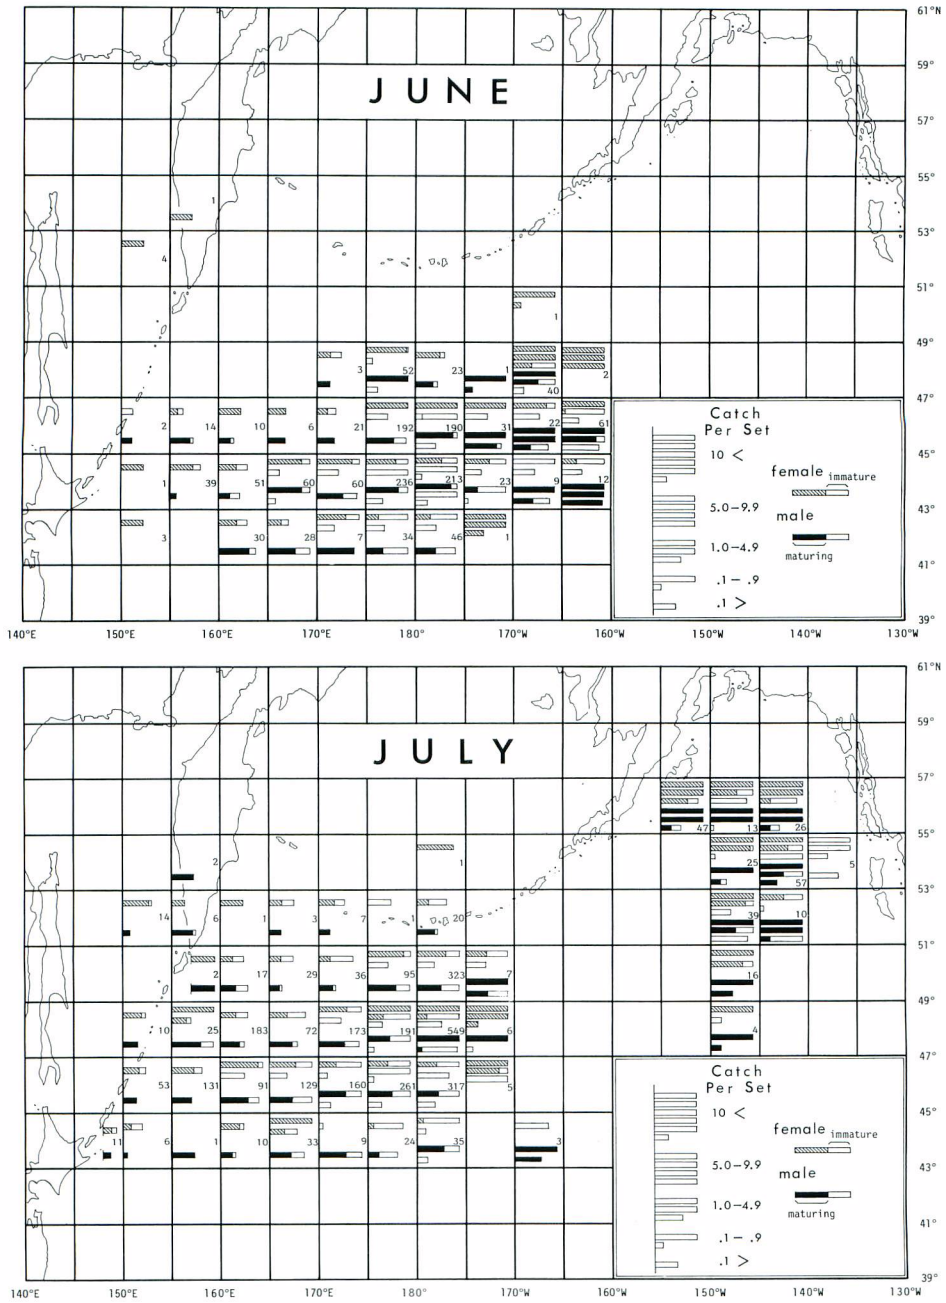 61°N
59°
JUNE
57°
55°
1
53°
4
51°
1
49°
3 52 23 1 40 2
47°
2 14 10 6 21 192 190 31 22 61
45°
1 39 51 60 60 236 213 23 9 12
43°
3 30 28 7 34 46 1
41°
39°
Catch
Per Set
10 <
female immature
5.0-9.9
male
1.0-4.9
maturing
.1 - .9
.1 >
140°E 150°E 160°E 170°E 180° 170°W 160°W 150°W 140°W 130°W
61°N
59°
JULY
57°
47 13 26
55°
2 1 25 57 5
53°
14 6 1 3 7 1 20 39 10
51°
2 17 29 36 95 323 7 16
49°
10 25 183 72 173 191 549 6 4
47°
53 131 91 129 160 261 317 5
45°
11 6 1 10 33 9 24 35 3
43°
41°
39°
Catch
Per Set
10 <
female immature
5.0-9.9
male
1.0-4.9
maturing
.1 - .9
.1 >
140°E 150°E 160°E 170°E 180° 170°W 160°W 150°W 140°W 130°W